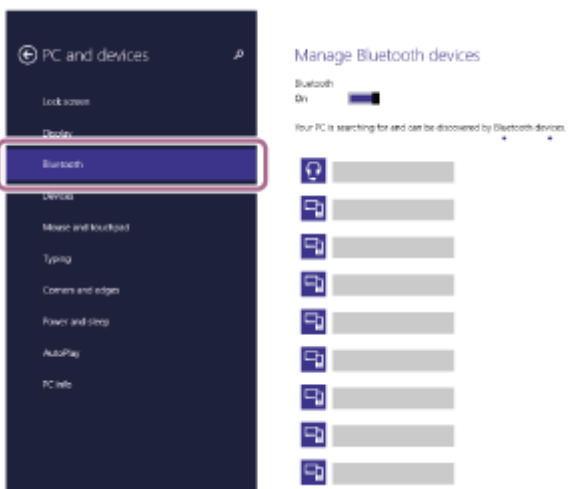 PC and devices
Lock screen
Display
Bluetooth
Devices
Mouse and touchpad
Typing
Corners and edges
Power and sleep
AutoPlay
PC info
Manage Bluetooth devices
Bluetooth
On
Your PC is searching for and can be discovered by Bluetooth devices.